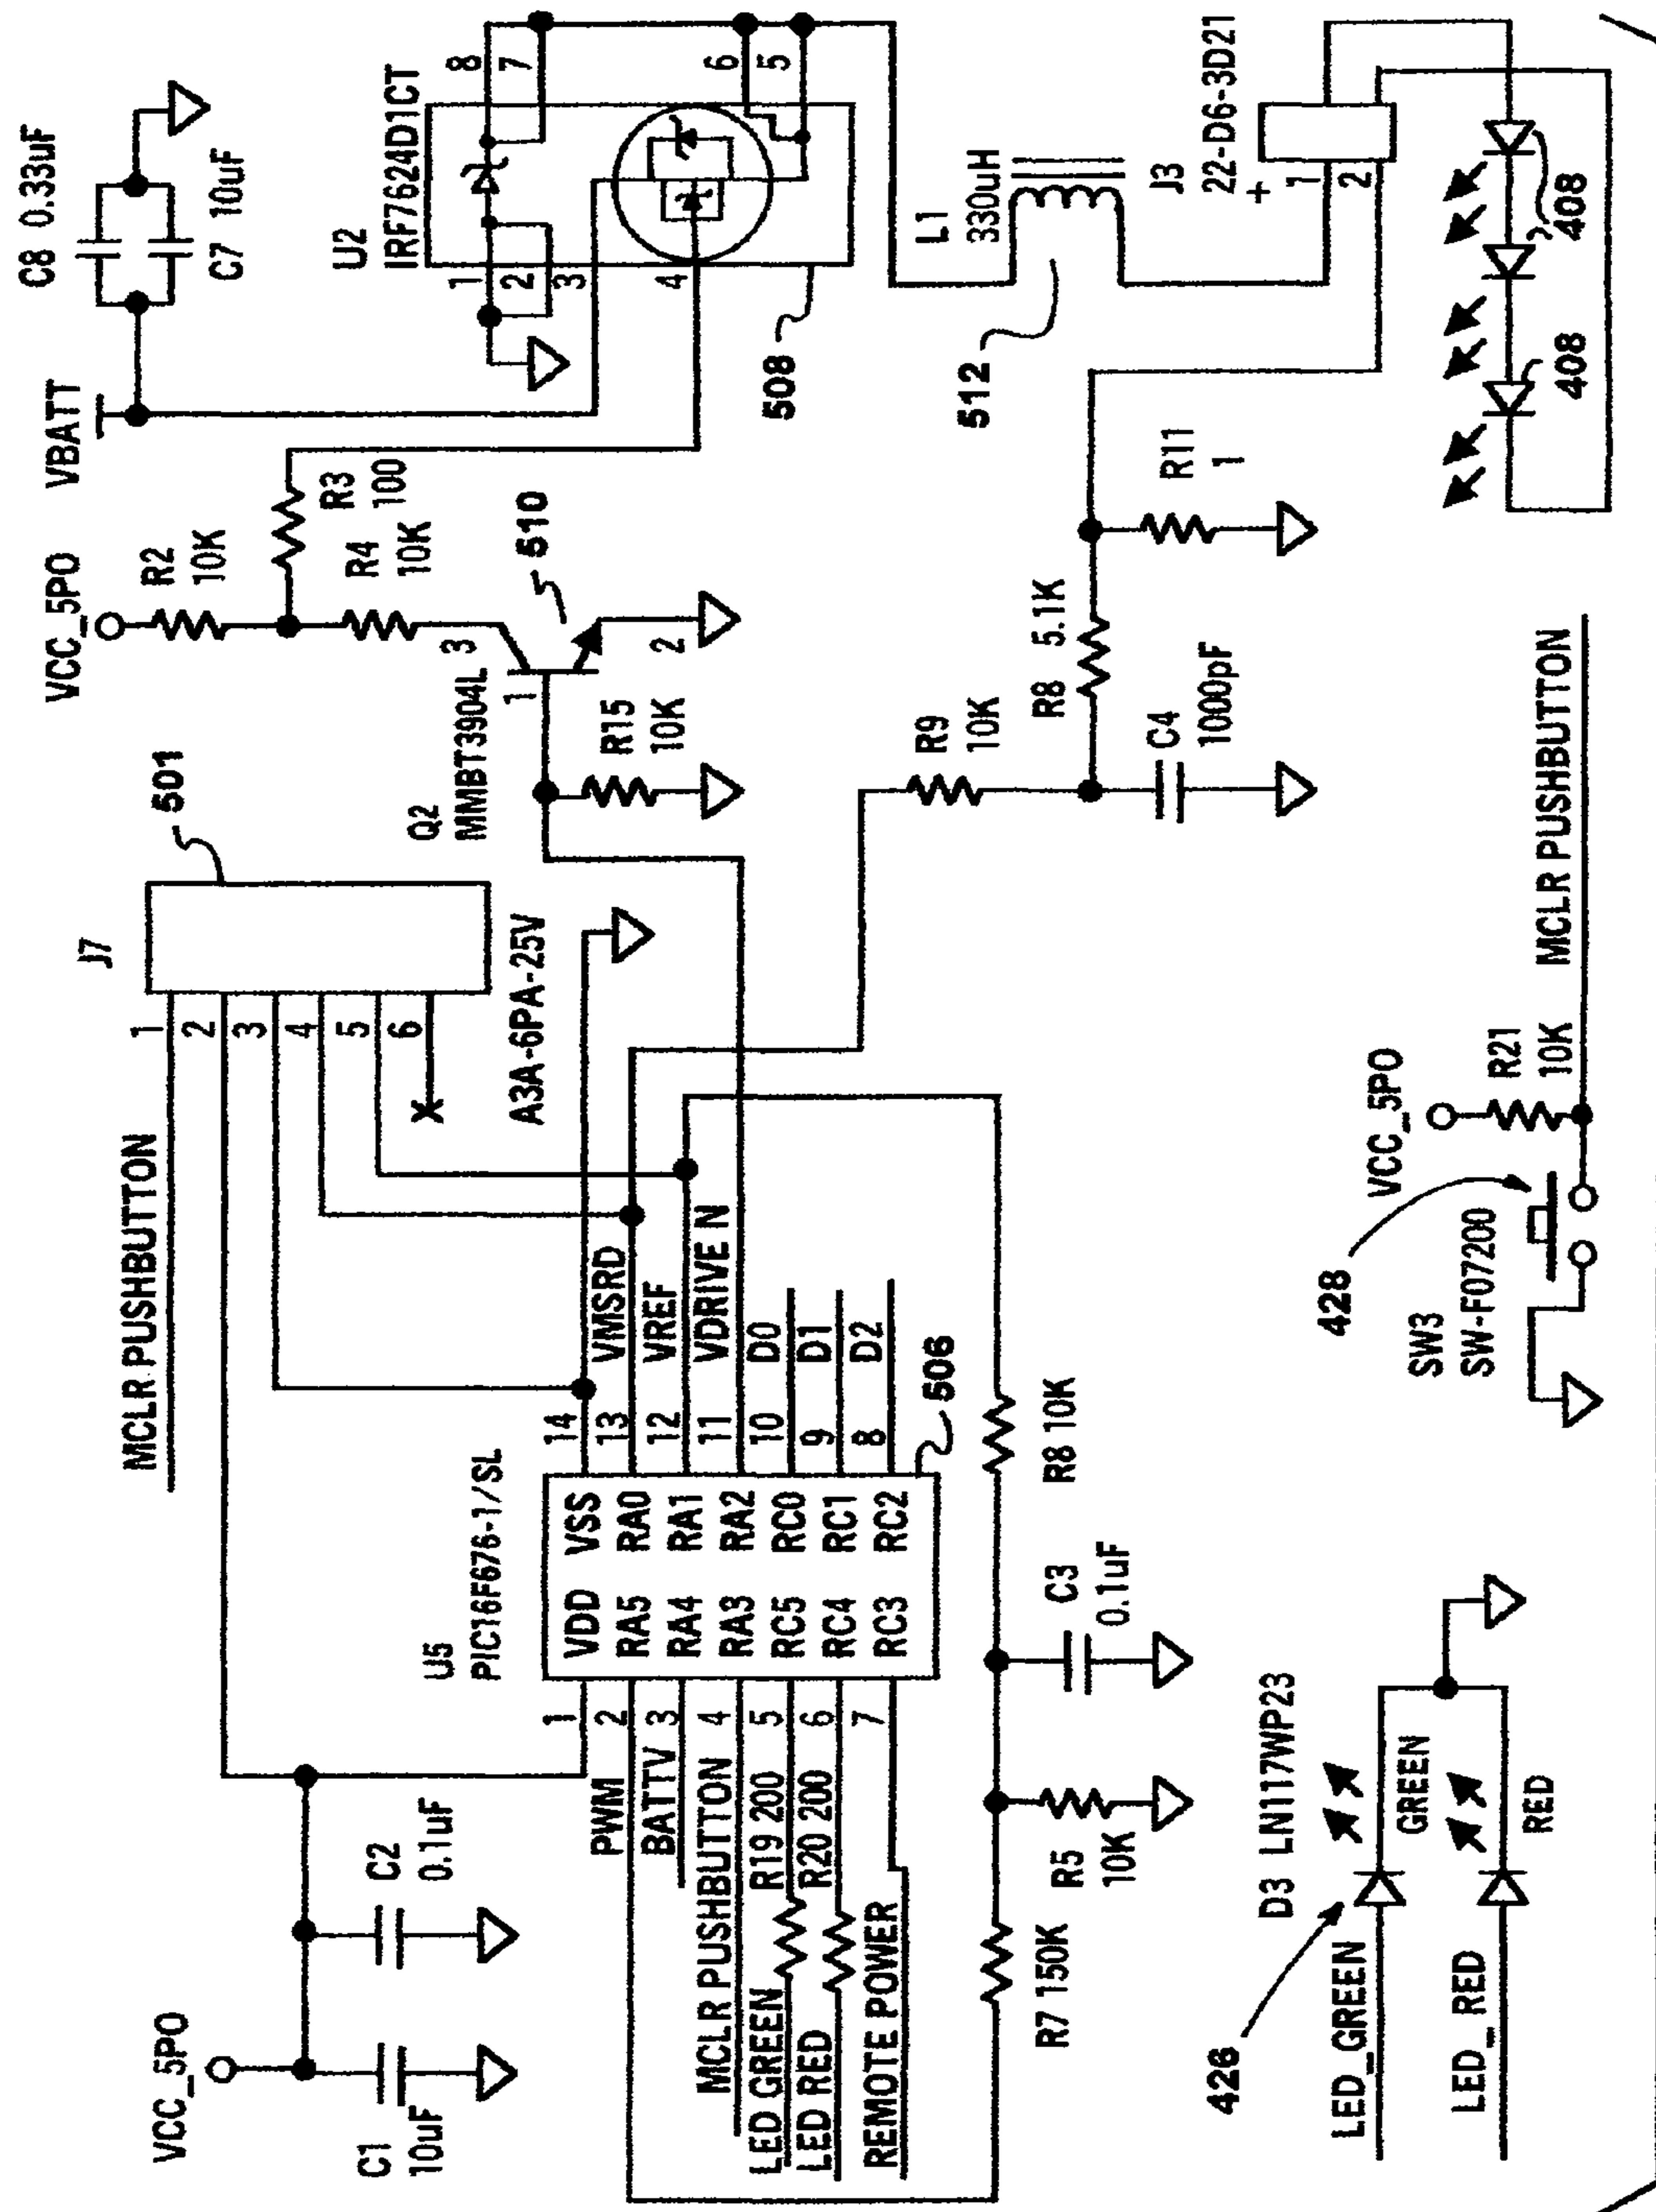 VCC_5PO
C1
10uF
C2
0.1uF
MCLR PUSHBUTTON
J7
1
2
3
4
5
6
X
A3A-6PA-25V
501
VCC_5PO
R2
10K
VBATT
C8 0.33uF
C7 10uF
R3
100
R4
10K
Q2
MMBT3904L
1
3
2
510
R15
10K
U2
IRF7624D1CT
1
2
3
4
8
7
6
5
508
U5
PIC16F676-1/SL
VDD VSS
RA5 RA0
RA4 RA1
RA3 RA2
RC5 RC0
RC4 RC1
RC3 RC2
1
2
3
4
5
6
7
14
13
12
11
10
9
8
PWM
BATTV
MCLR PUSHBUTTON
LED GREEN
R19 200
LED RED
R20 200
REMOTE POWER
VMSRD
VREF
VDRIVE N
D0
D1
D2
506
R7 150K
R5
10K
C3
0.1uF
R8 10K
R9
10K
R8 5.1K
C4
1000pF
R11
1
L1
330uH
512
J3
22-D6-3D21
+
1
2
408
408
426
D3 LN117WP23
LED_GREEN
GREEN
LED_RED
RED
428
SW3
SW-F07200
VCC_5PO
R21
10K
MCLR PUSHBUTTON